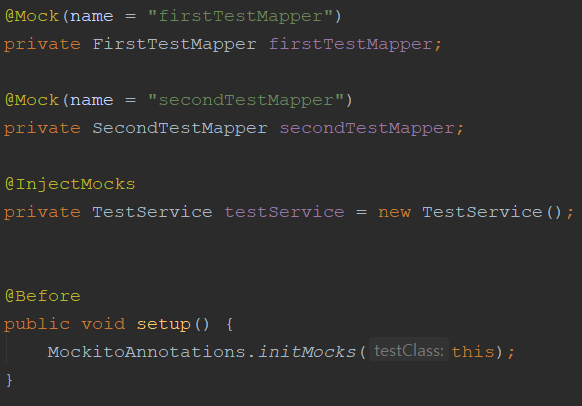 @Mock(name = "firstTestMapper")
private FirstTestMapper firstTestMapper;
@Mock(name = "secondTestMapper")
private SecondTestMapper secondTestMapper;
@InjectMocks
private TestService testService = new TestService();
@Before
public void setup() {
MockitoAnnotations.initMocks( testClass: this);
}